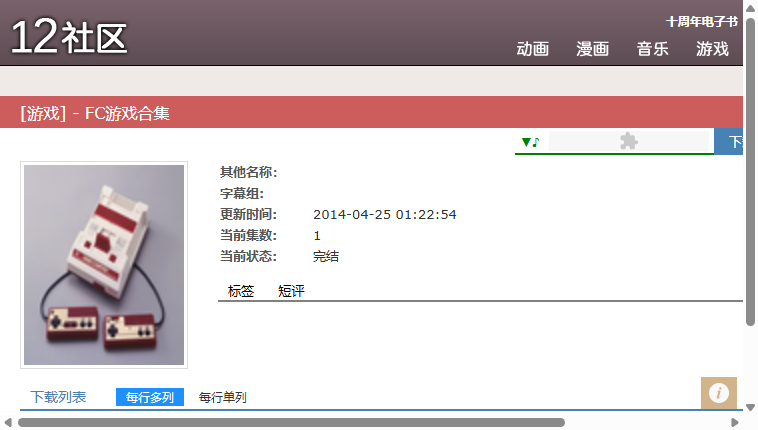 12社区
十周年电子书
动画 漫画 音乐 游戏
[游戏] - FC游戏合集
▼♪
其他名称:
字幕组:
更新时间: 2014-04-25 01:22:54
当前集数: 1
当前状态: 完结
标签 短评
下载列表 每行多列 每行单列